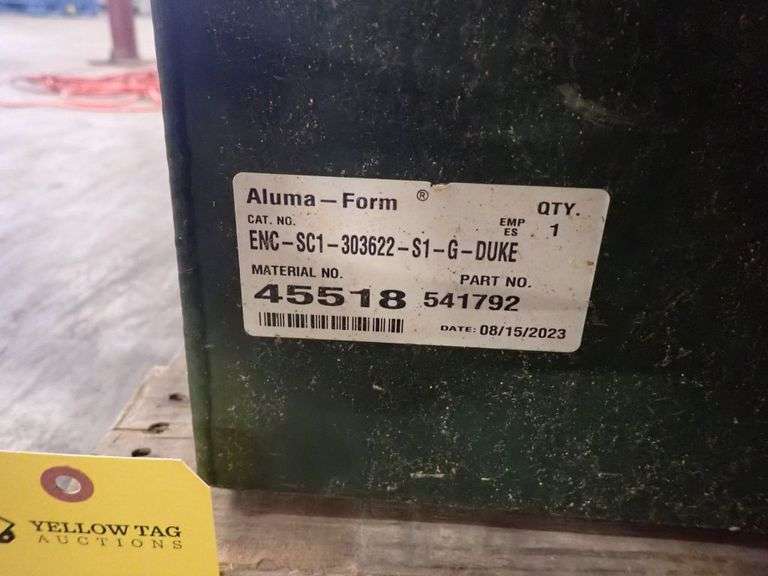 Aluma-Form ® QTY.
CAT. NO. EMP ES 1
ENC-SC1-303622-S1-G-DUKE
MATERIAL NO. PART NO.
45518 541792
DATE: 08/15/2023
YELLOW TAG
AUCTIONS